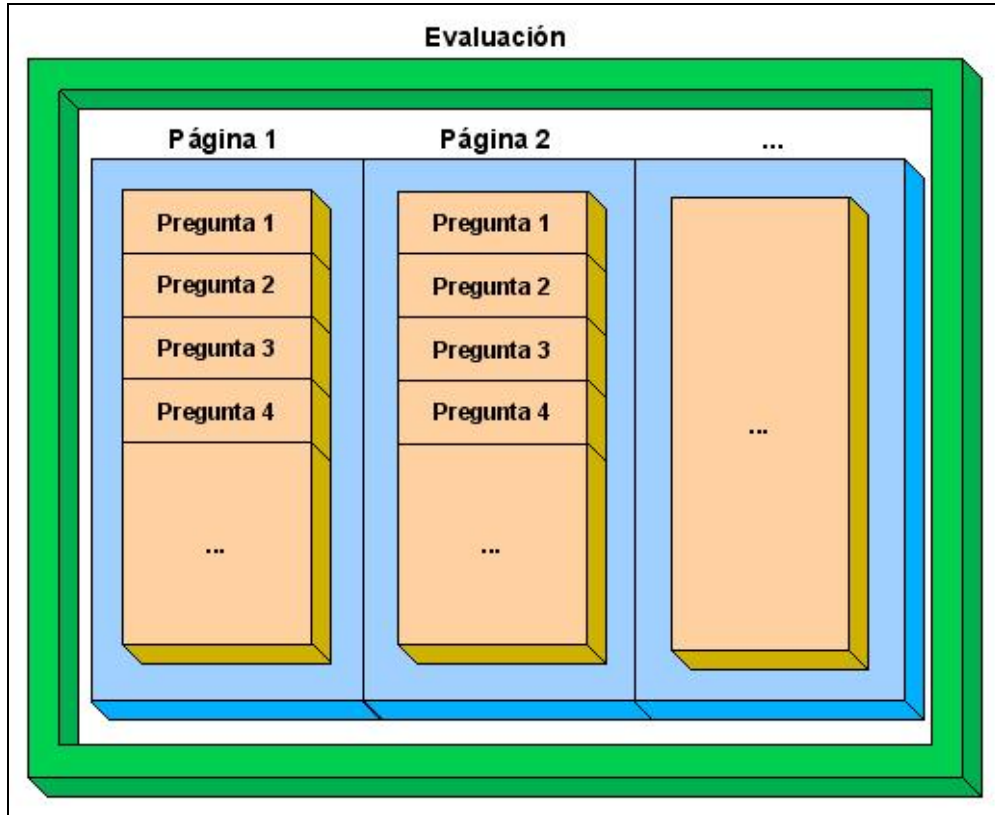 Evaluación
Página 1
Pregunta 1
Pregunta 2
Pregunta 3
Pregunta 4
...
Página 2
Pregunta 1
Pregunta 2
Pregunta 3
Pregunta 4
...
...
...